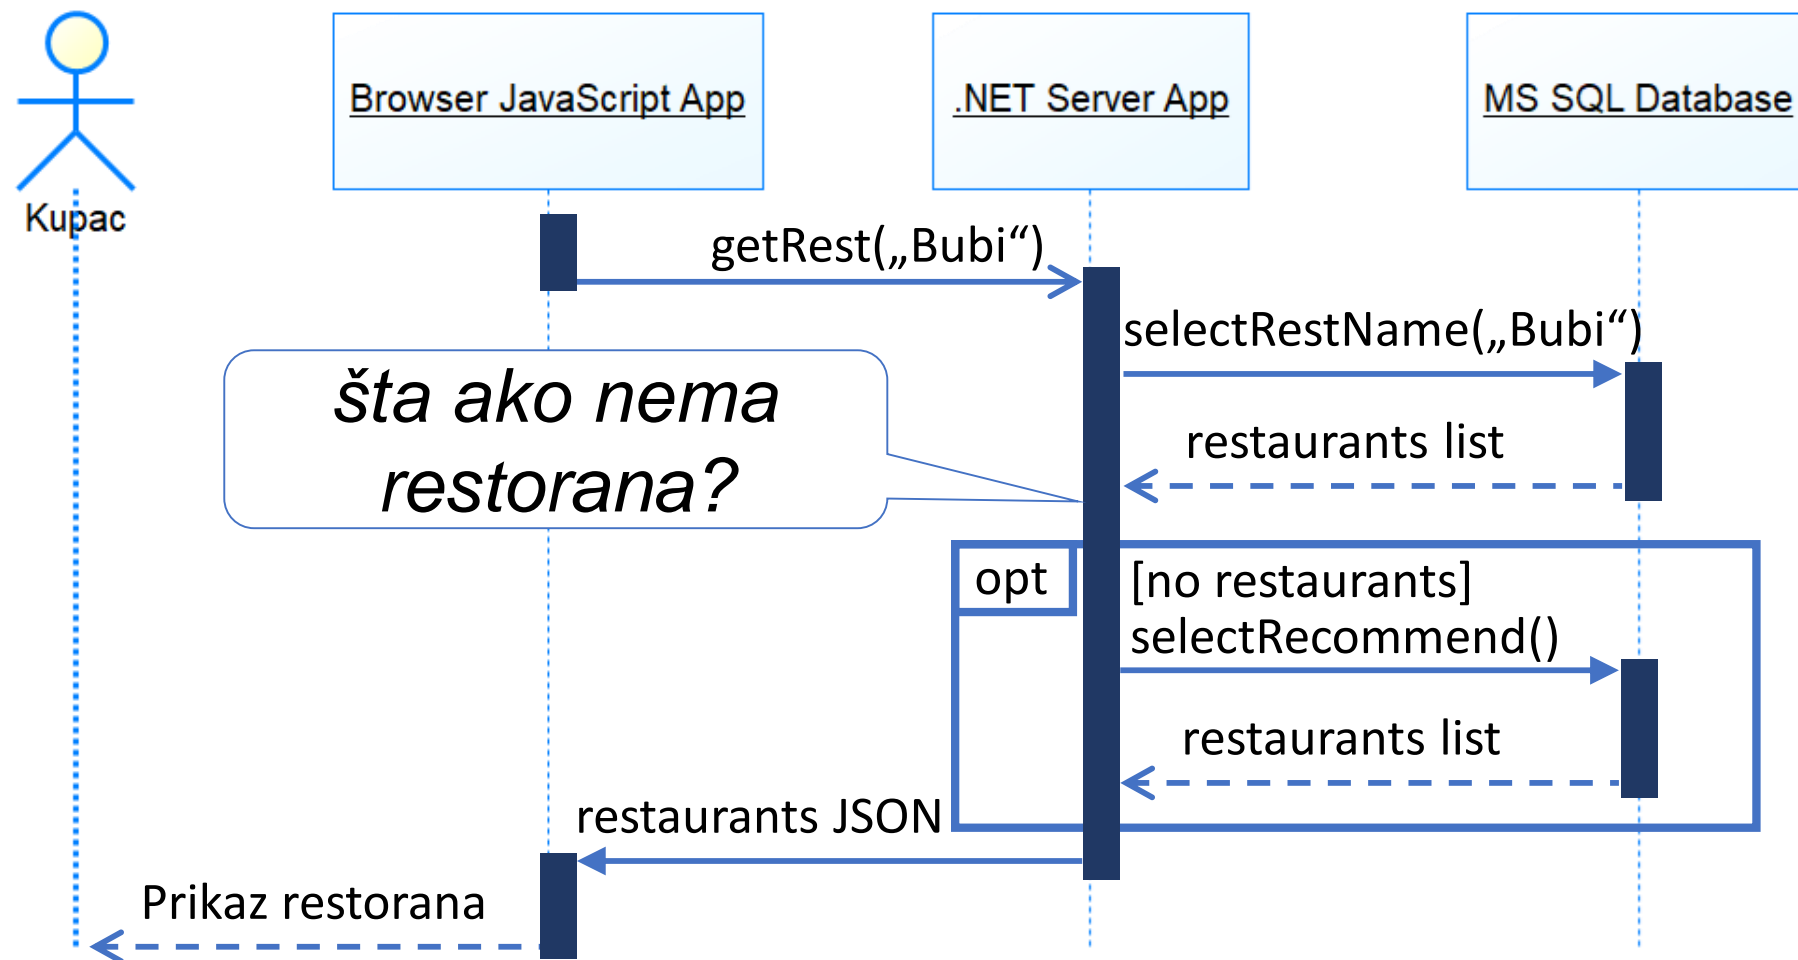 Browser JavaScript App
.NET Server App
MS SQL Database
Kupac
getRest(„Bubi“)
selectRestName(„Bubi“)
šta ako nema
restorana?
restaurants list
opt
[no restaurants]
selectRecommend()
restaurants list
restaurants JSON
Prikaz restorana